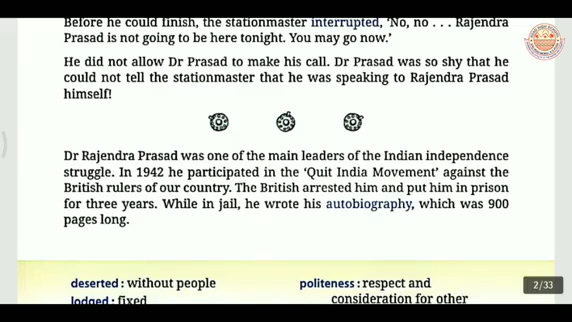 Before he could finish, the stationmaster interrupted, 'No, no . . . Rajendra
Prasad is not going to be here tonight. You may go now.'
He did not allow Dr Prasad to make his call. Dr Prasad was so shy that he
could not tell the stationmaster that he was speaking to Rajendra Prasad
himself!
Dr Rajendra Prasad was one of the main leaders of the Indian independence
struggle. In 1942 he participated in the 'Quit India Movement' against the
British rulers of our country. The British arrested him and put him in prison
for three years. While in jail, he wrote his autobiography, which was 900
pages long.
deserted : without people
lodged : fixed
politeness : respect and
consideration for other
2/33